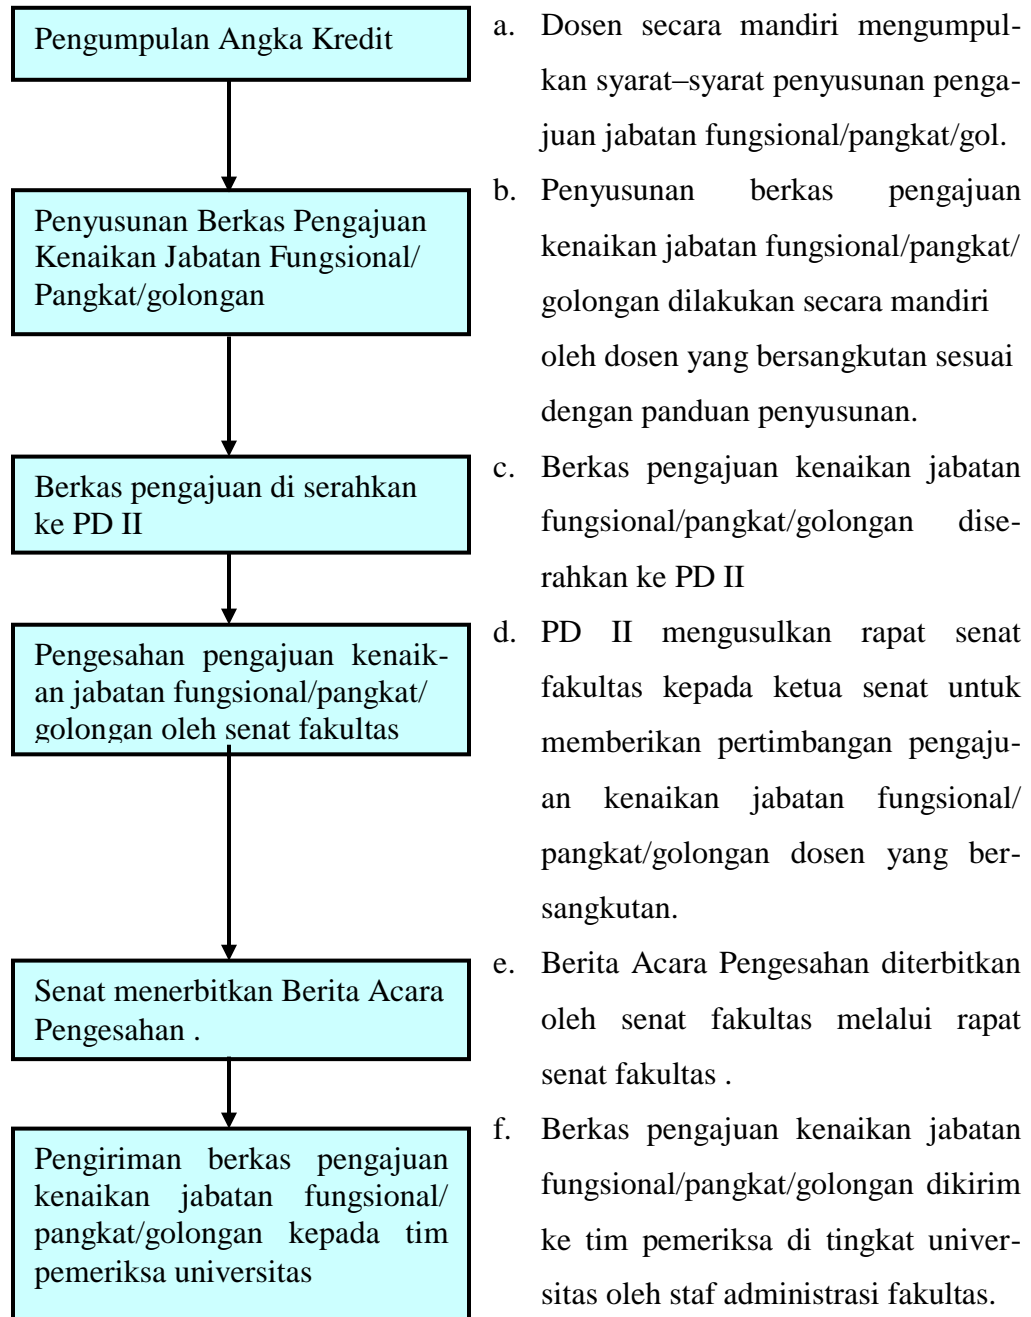 Pengumpulan Angka Kredit
a. Dosen secara mandiri mengumpul-
kan syarat–syarat penyusunan penga-
juan jabatan fungsional/pangkat/gol.
Penyusunan Berkas Pengajuan
Kenaikan Jabatan Fungsional/
Pangkat/golongan
b. Penyusunan berkas pengajuan
kenaikan jabatan fungsional/pangkat/
golongan dilakukan secara mandiri
oleh dosen yang bersangkutan sesuai
dengan panduan penyusunan.
Berkas pengajuan di serahkan
ke PD II
c. Berkas pengajuan kenaikan jabatan
fungsional/pangkat/golongan dise-
rahkan ke PD II
Pengesahan pengajuan kenaik-
an jabatan fungsional/pangkat/
golongan oleh senat fakultas
d. PD II mengusulkan rapat senat
fakultas kepada ketua senat untuk
memberikan pertimbangan pengaju-
an kenaikan jabatan fungsional/
pangkat/golongan dosen yang ber-
sangkutan.
Senat menerbitkan Berita Acara
Pengesahan .
e. Berita Acara Pengesahan diterbitkan
oleh senat fakultas melalui rapat
senat fakultas .
Pengiriman berkas pengajuan
kenaikan jabatan fungsional/
pangkat/golongan kepada tim
pemeriksa universitas
f. Berkas pengajuan kenaikan jabatan
fungsional/pangkat/golongan dikirim
ke tim pemeriksa di tingkat univer-
sitas oleh staf administrasi fakultas.